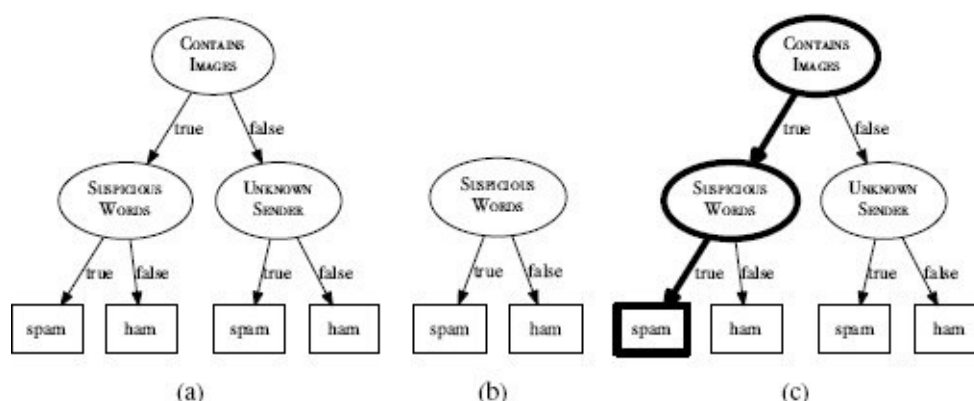 CONTAINS
IMAGES
true
false
SUSPICIOUS
WORDS
UNKNOWN
SENDER
true
false
true
false
spam
ham
spam
ham
(a)
SUSPICIOUS
WORDS
true
false
spam
ham
(b)
CONTAINS
IMAGES
true
false
SUSPICIOUS
WORDS
UNKNOWN
SENDER
true
false
true
false
spam
ham
spam
ham
(c)